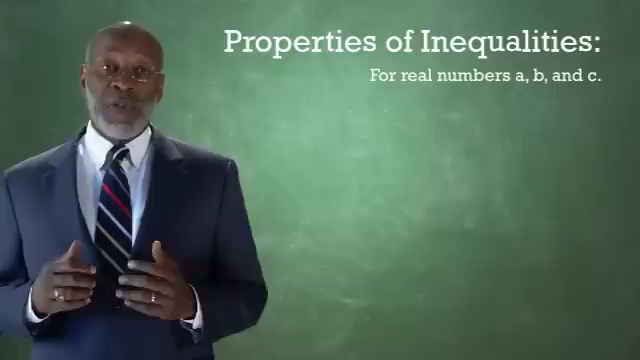 Properties of Inequalities:
For real numbers a, b, and c.